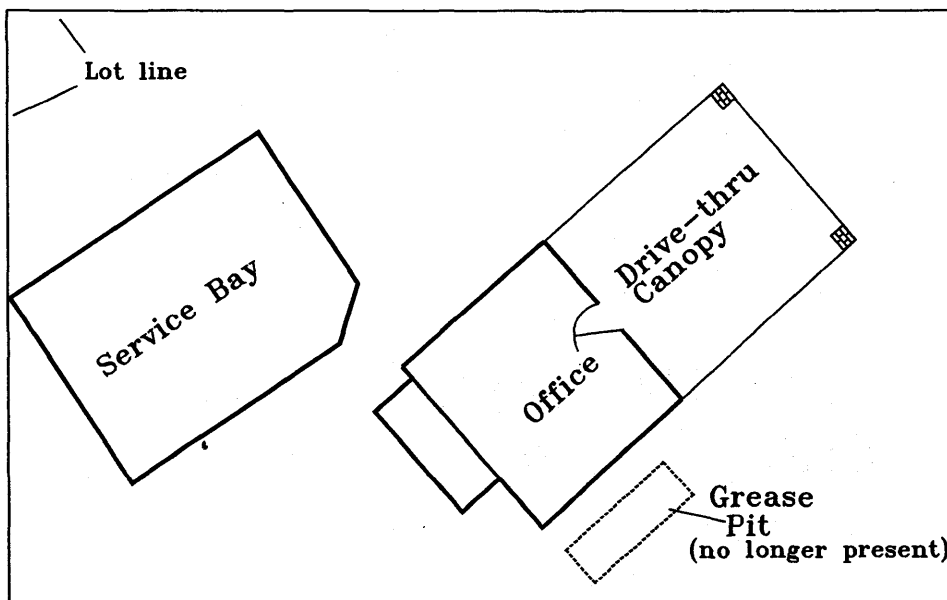 Lot line
Service Bay
Drive-thru
Canopy
Office
Grease
Pit
(no longer present)